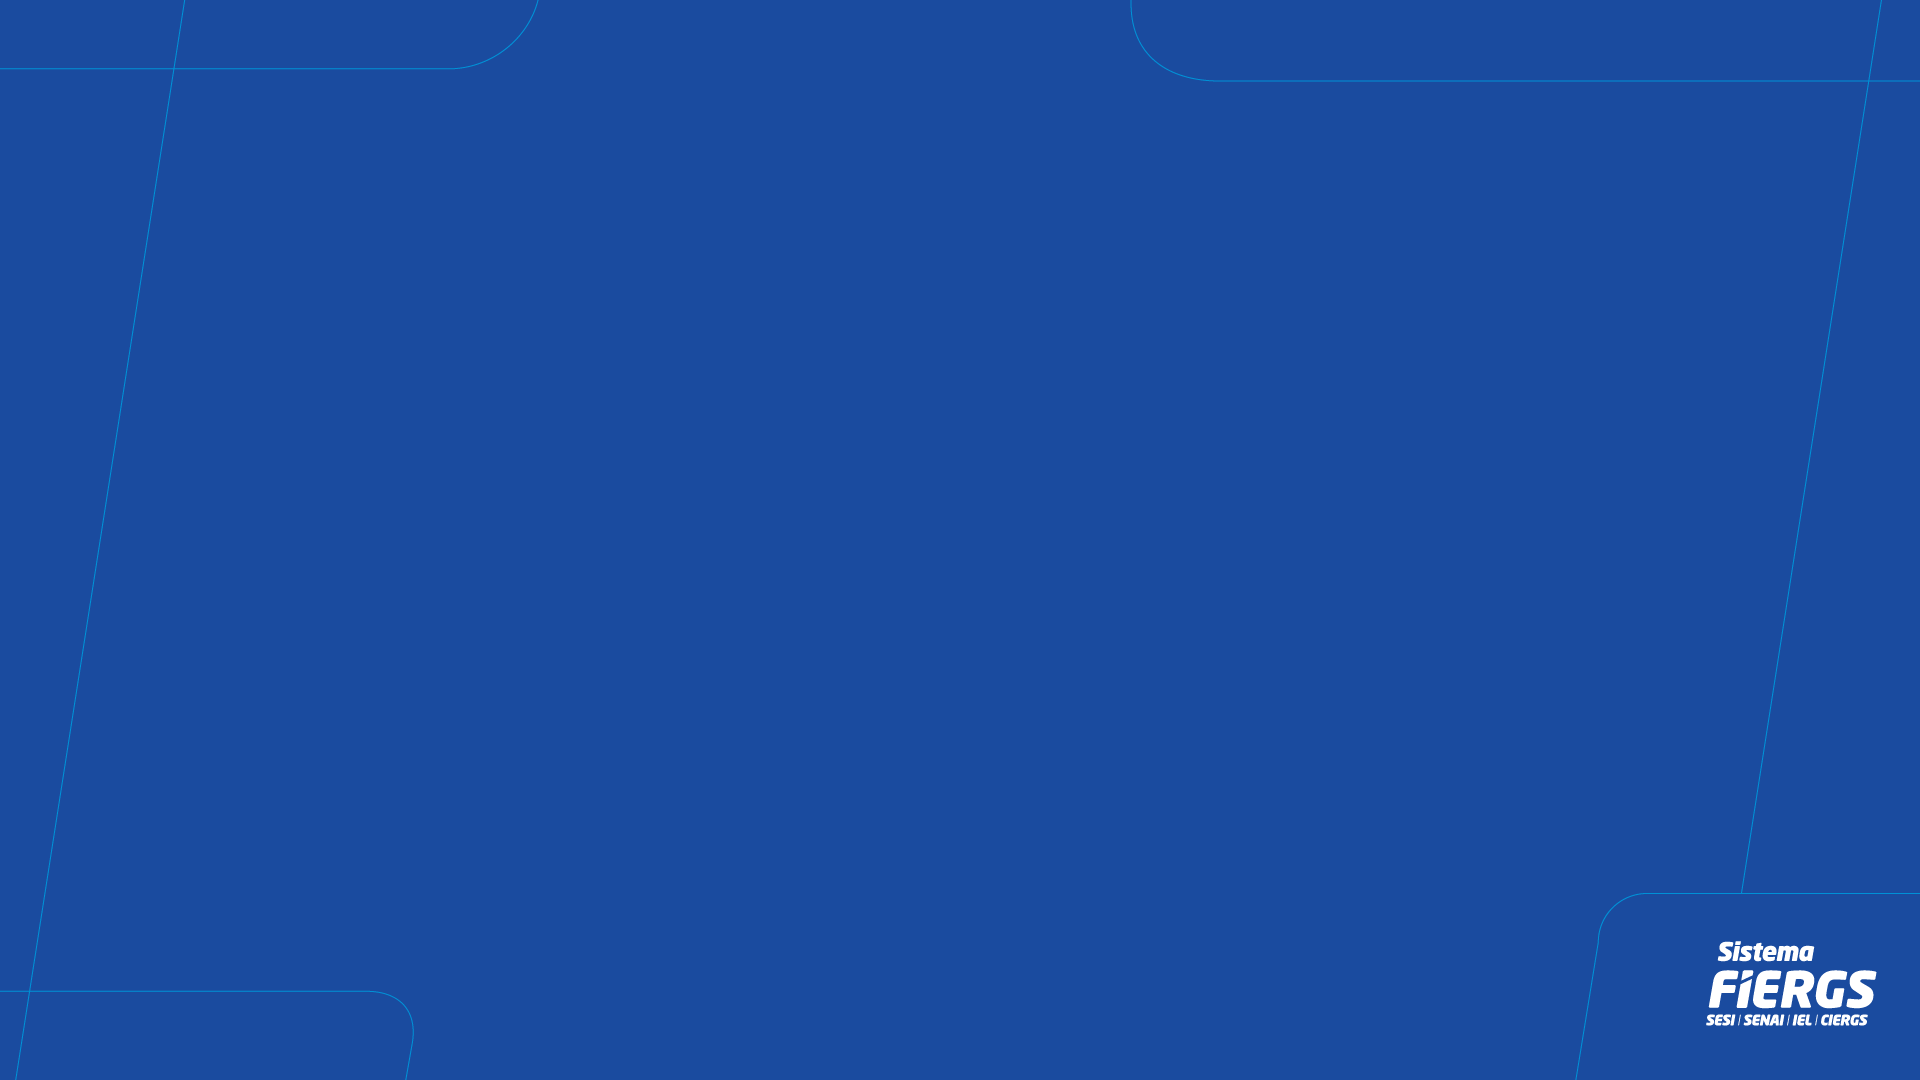 Sistema
FiERGS
SESI | SENAI | IEL | CIERGS